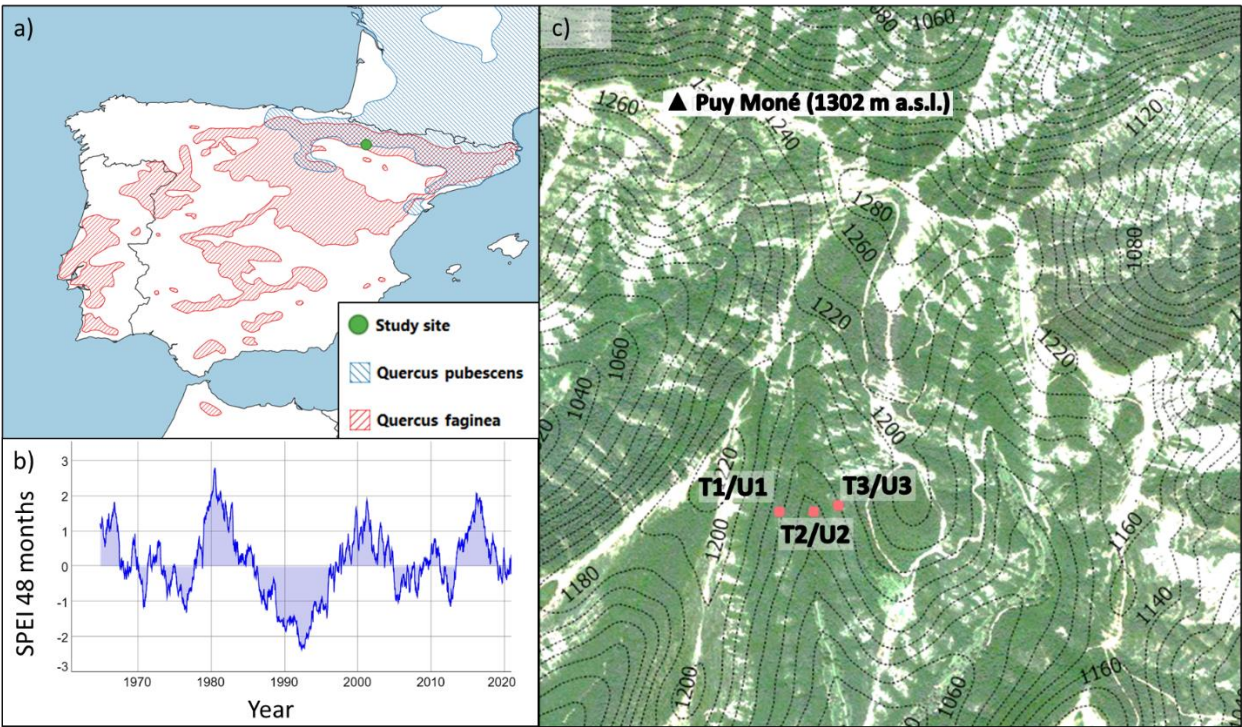 a)
Study site
Quercus pubescens
Quercus faginea
b)
SPEI 48 months
3
2
1
0
-1
-2
-3
1970
1980
1990
2000
2010
2020
Year
c)
1080
1060
1260
▲ Puy Moné (1302 m a.s.l.)
1240
1120
1280
1260
1080
1220
1060
1040
1220
1200
1220
T1/U1
T3/U3
T2/U2
1200
1180
1160
1140
1200
1060
1160